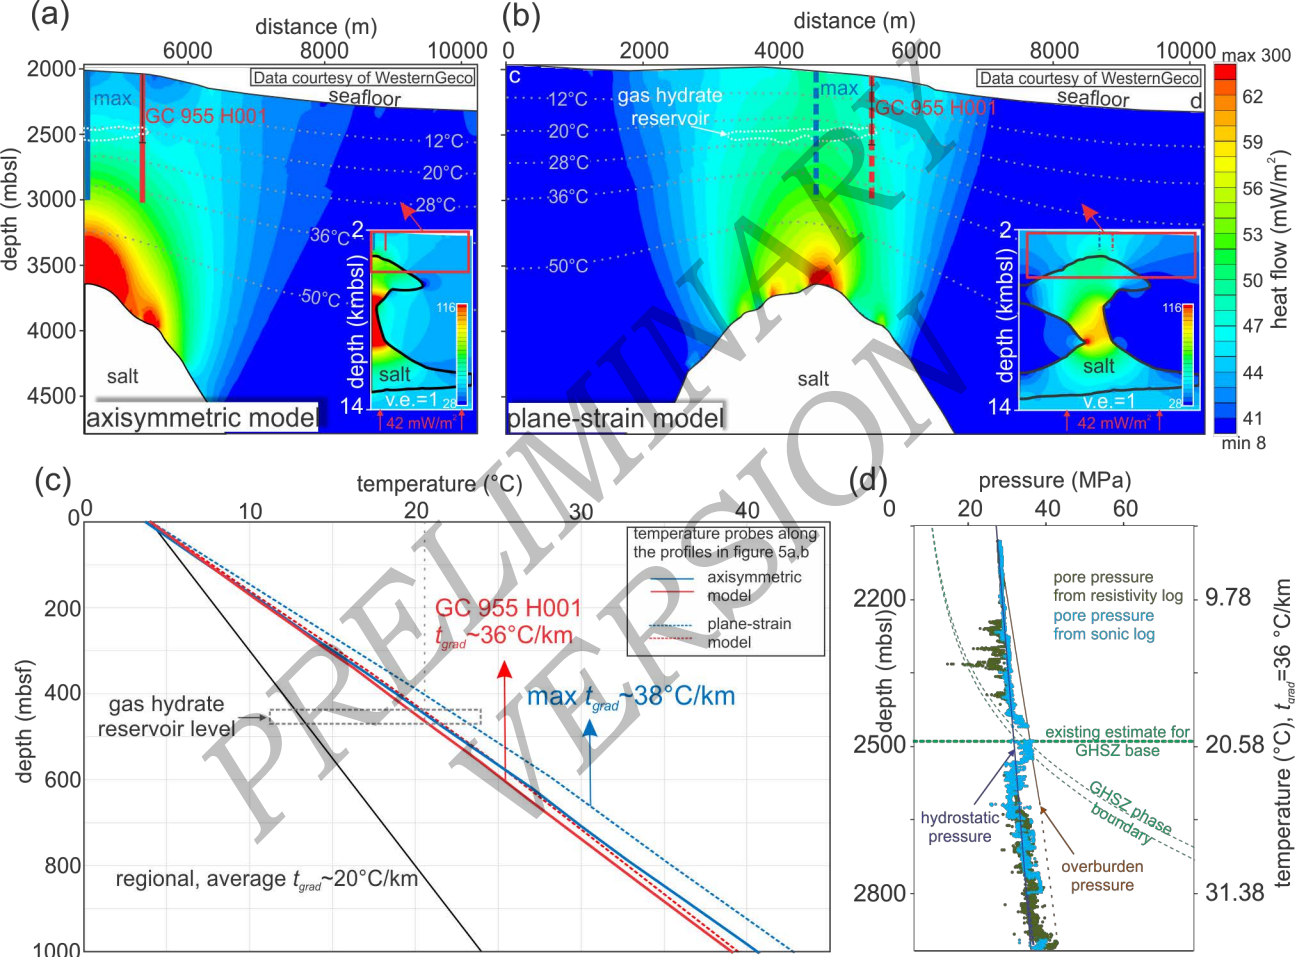 (a)
distance (m)
6000
8000
10000
2000
2500
3000
3500
4000
4500
depth (mbsl)
Data courtesy of WesternGeco
seafloor
max
GC 955 H001
12°C
20°C
28°C
36°C
50°C
salt
axisymmetric model
2
14
depth (kmbsl)
116
28
salt
v.e.=1
42 mW/m²
(b)
distance (m)
0
2000
4000
6000
8000
10000
c
d
Data courtesy of WesternGeco
seafloor
gas hydrate
reservoir
max
GC 955 H001
12°C
20°C
28°C
36°C
50°C
salt
plane-strain model
2
14
depth (kmbsl)
116
28
salt
v.e.=1
42 mW/m²
max 300
62
59
56
53
50
47
44
41
min 8
heat flow (mW/m²)
(c)
temperature (°C)
0
10
20
30
40
0
200
400
600
800
1000
depth (mbsf)
temperature probes along
the profiles in figure 5a,b
axisymmetric
model
plane-strain
model
GC 955 H001
tgrad~36°C/km
max tgrad~38°C/km
gas hydrate
reservoir level
regional, average tgrad~20°C/km
(d)
pressure (MPa)
0
20
40
60
2200
2500
2800
depth (mbsl)
9.78
20.58
31.38
temperature (°C), tgrad=36 °C/km
pore pressure
from resistivity log
pore pressure
from sonic log
existing estimate for
GHSZ base
GHSZ phase
boundary
hydrostatic
pressure
overburden
pressure
PRELIMINARY
VERSION